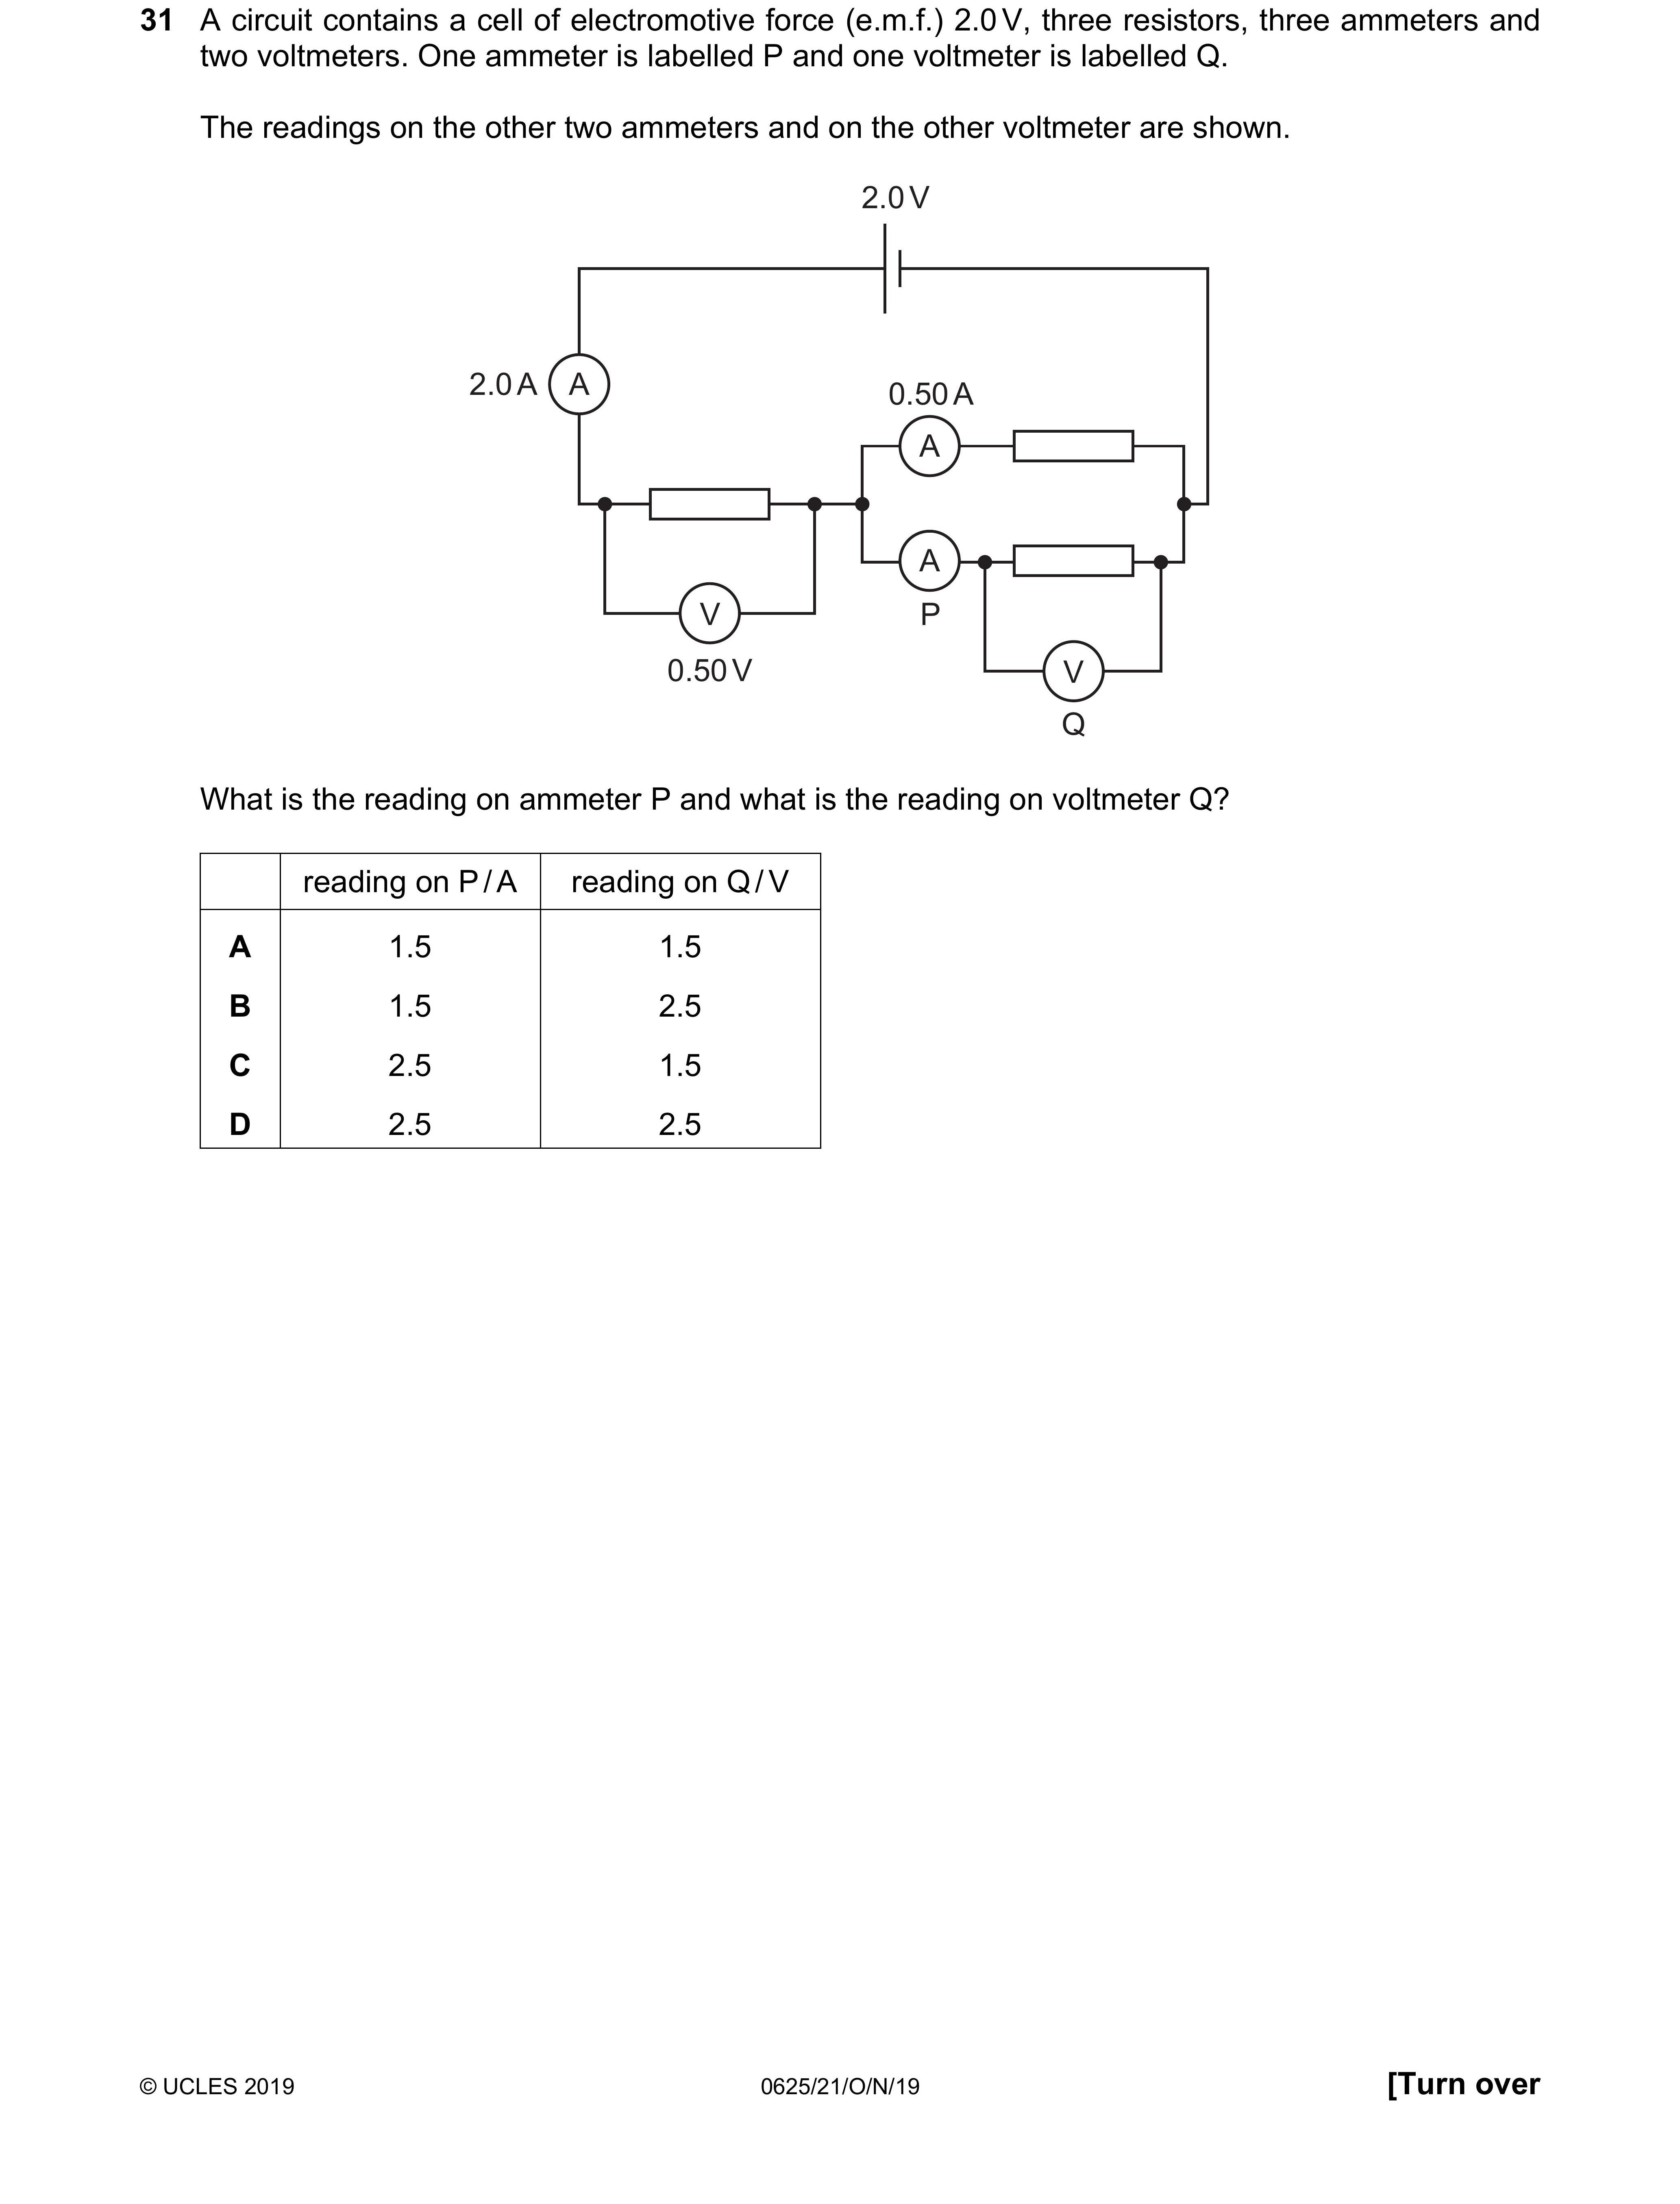 31 A circuit contains a cell of electromotive force (e.m.f.) 2.0 V, three resistors, three ammeters and
two voltmeters. One ammeter is labelled P and one voltmeter is labelled Q.
The readings on the other two ammeters and on the other voltmeter are shown.
2.0 V
2.0 A A
0.50 A
A
A
P
V
0.50 V
V
Q
What is the reading on ammeter P and what is the reading on voltmeter Q?
reading on P / A reading on Q / V
A 1.5 1.5
B 1.5 2.5
C 2.5 1.5
D 2.5 2.5
© UCLES 2019 0625/21/O/N/19 [Turn over